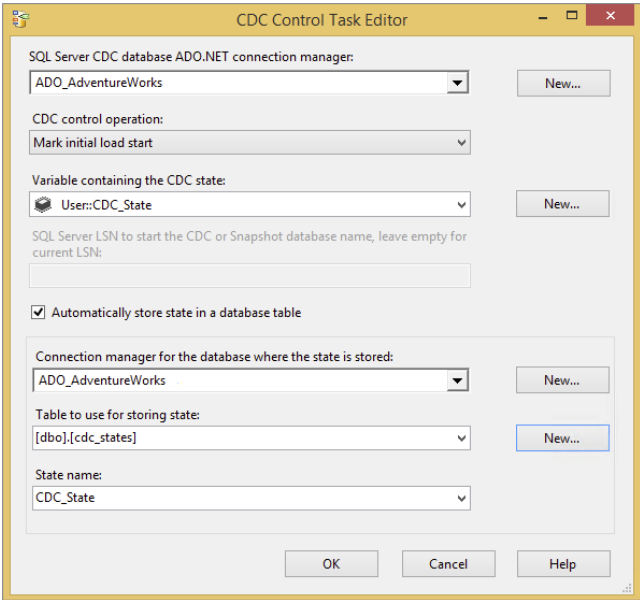 CDC Control Task Editor
SQL Server CDC database ADO.NET connection manager:
ADO_AdventureWorks
New...
CDC control operation:
Mark initial load start
Variable containing the CDC state:
User::CDC_State
New...
SQL Server LSN to start the CDC or Snapshot database name, leave empty for
current LSN:
Automatically store state in a database table
Connection manager for the database where the state is stored:
ADO_AdventureWorks
New...
Table to use for storing state:
[dbo].[cdc_states]
New...
State name:
CDC_State
OK
Cancel
Help